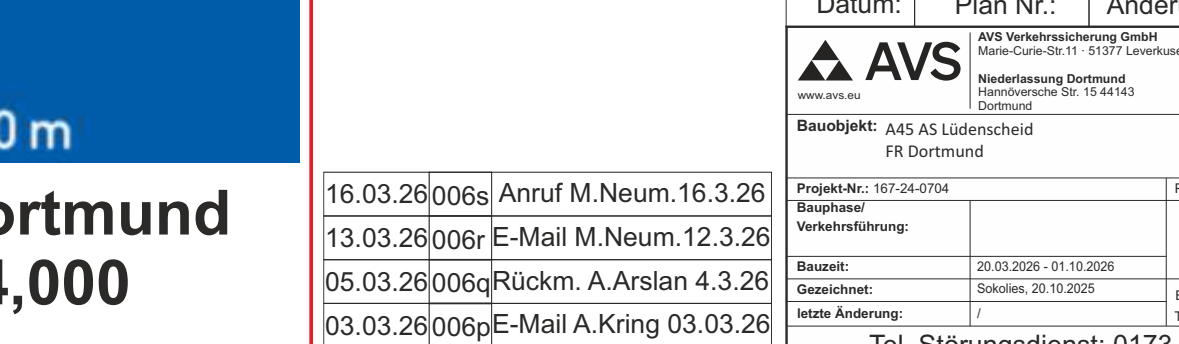 0 m
ortmund
4,000
16.03.26 006s Anruf M.Neum.16.3.26
13.03.26 006r E-Mail M.Neum.12.3.26
05.03.26 006q Rückm. A.Arslan 4.3.26
03.03.26 006p E-Mail A.Kring 03.03.26
Datum: Plan Nr.: Änder
AVS
www.avs.eu
AVS Verkehrssicherung GmbH
Marie-Curie-Str.11 · 51377 Leverkuse
Niederlassung Dortmund
Hannöversche Str. 15 44143
Dortmund
Bauobjekt: A45 AS Lüdenscheid
FR Dortmund
Projekt-Nr.: 167-24-0704
Bauphase/
Verkehrsführung:
Bauzeit: 20.03.2026 - 01.10.2026
Gezeichnet: Sokolies, 20.10.2025
letzte Änderung: /
Tel. Störungsdienst: 0173